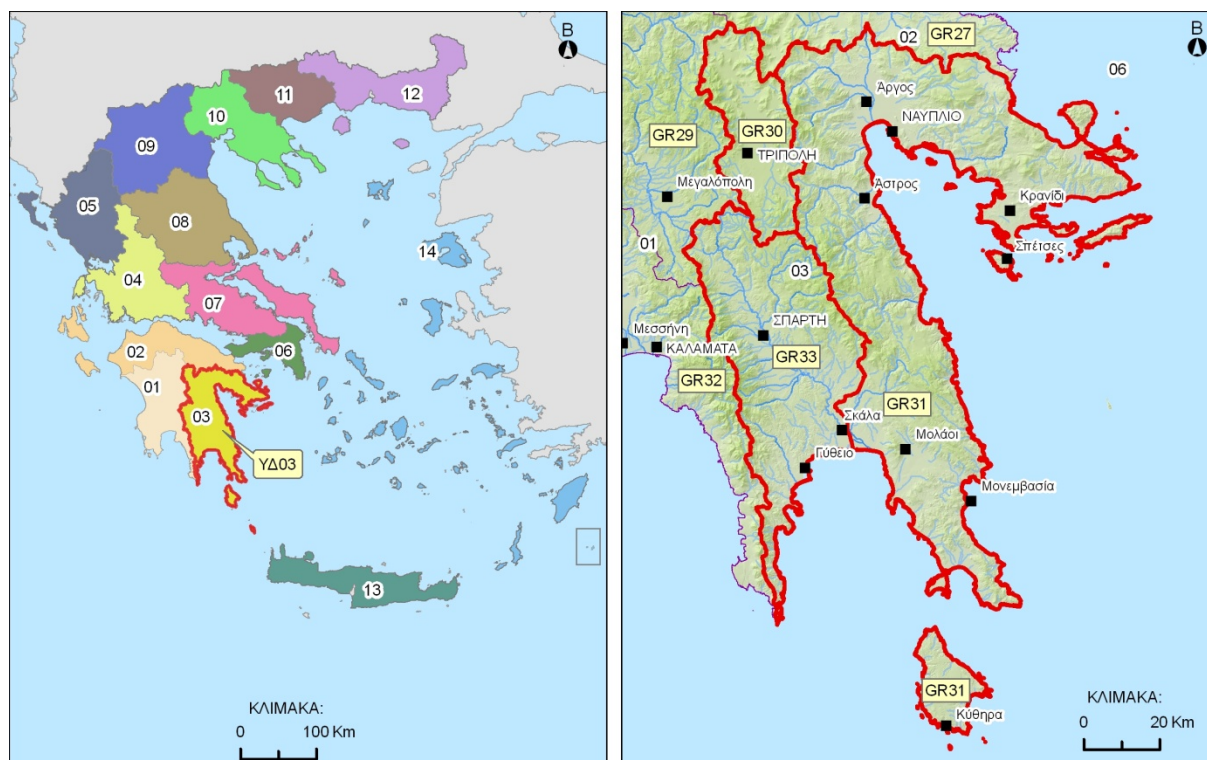 B
12
11
10
09
05
08
14
04
07
02
06
01
03
ΥΔ03
13
ΚΛΙΜΑΚΑ:
0 100 Km
02
GR27
B
06
Άργος
ΝΑΥΠΛΙΟ
GR29
GR30
ΤΡΙΠΟΛΗ
Μεγαλόπολη
Άστρος
Κρανίδι
01
03
Σπέτσες
Μεσσήνη
ΣΠΑΡΤΗ
ΚΑΛΑΜΑΤΑ
GR33
GR32
GR31
Σκάλα
Μολάοι
Γύθειο
Μονεμβασία
GR31
Κύθηρα
ΚΛΙΜΑΚΑ:
0 20 Km